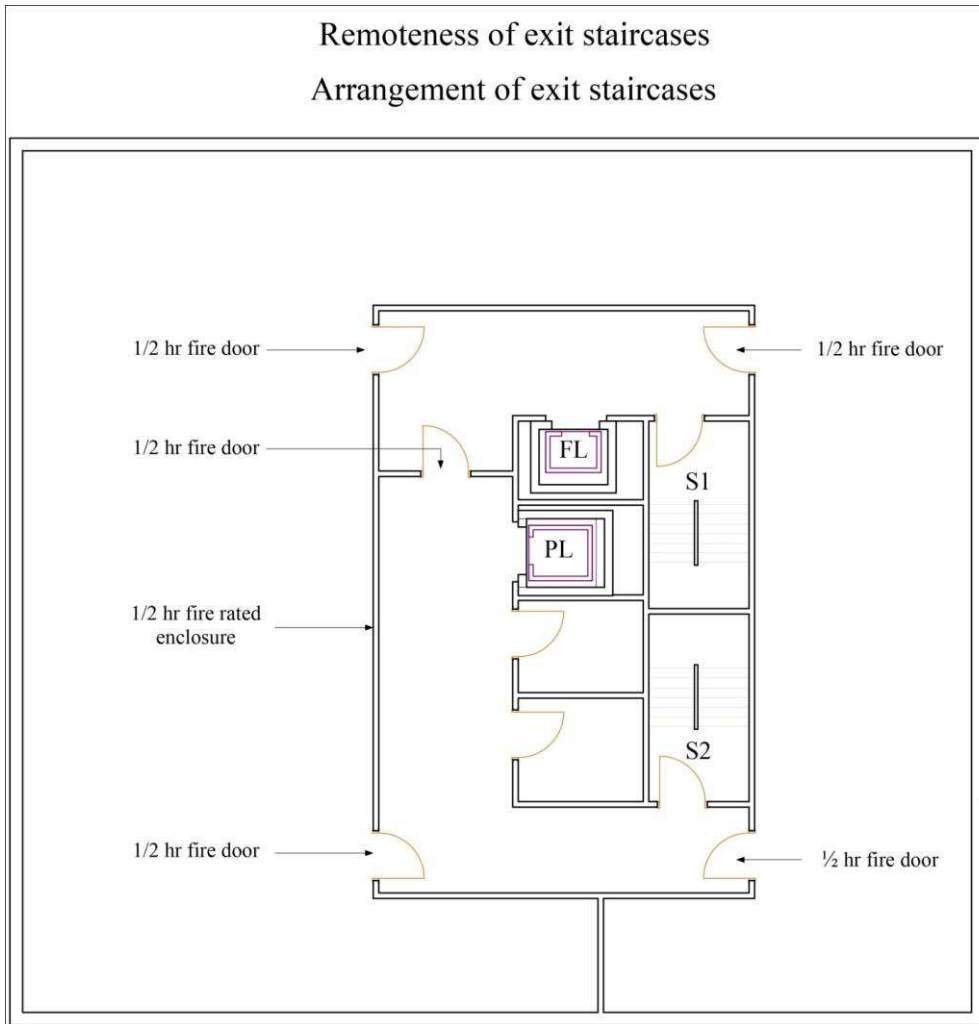 Remoteness of exit staircases
Arrangement of exit staircases
1/2 hr fire door
1/2 hr fire door
1/2 hr fire door
FL
S1
PL
1/2 hr fire rated
enclosure
S2
1/2 hr fire door
½ hr fire door